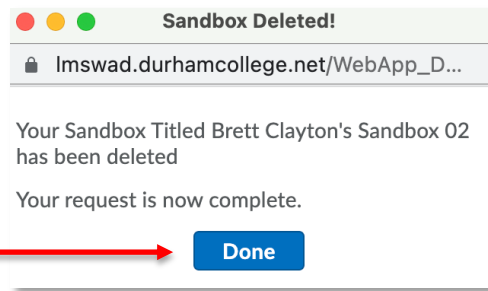 Sandbox Deleted!
lmswad.durhamcollege.net/WebApp_D...
Your Sandbox Titled Brett Clayton's Sandbox 02
has been deleted
Your request is now complete.
Done